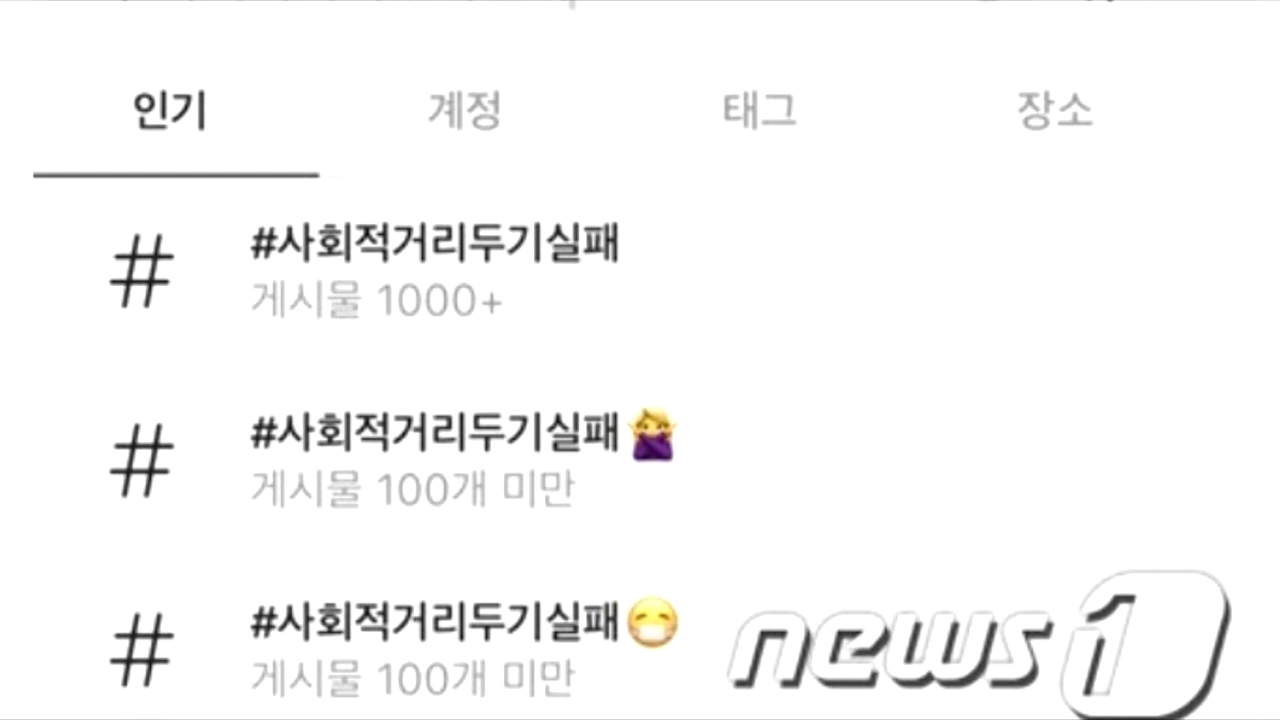 인기 계정 태그 장소
#사회적거리두기실패
게시물 1000+
#사회적거리두기실패🙅‍♀️
게시물 100개 미만
#사회적거리두기실패😷
게시물 100개 미만
news1